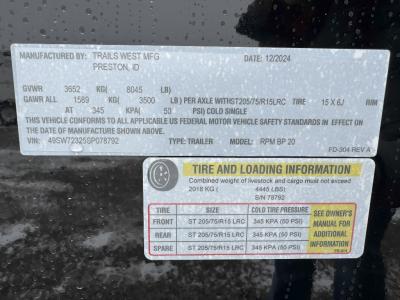 MANUFACTURED BY: TRAILS WEST MFG DATE: 12/2024
PRESTON, ID
GVWR 3652 KG( 8045 LB)
GAWR ALL 1589 KG( 3500 LB ) PER AXLE WITHST205/75/R15LRC TIRE 15 X 6J RIM
AT 345 KPA( 50 PSI) COLD SINGLE
THIS VEHICLE CONFORMS TO ALL APPLICABLE US FEDERAL MOTOR VEHICLE SAFETY STANDARDS
IN EFFECT ON THE DATE OF MANUFACTURE SHOWN ABOVE.
VIN: 49SW72325SP078792 TYPE: TRAILER MODEL: RPM BP 20
FD-304 REV A
TIRE AND LOADING INFORMATION
Combined weight of livestock and cargo must not exceed
2018 KG ( 4445 LBS)
S/N 78792
TIRE SIZE COLD TIRE PRESSURE
FRONT ST 205/75/R15 LRC 345 KPA (50 PSI)
REAR ST 205/75/R15 LRC 345 KPA (50 PSI)
SPARE ST 205/75/R15 LRC 345 KPA (50 PSI)
SEE OWNER'S
MANUAL FOR
ADDITIONAL
INFORMATION